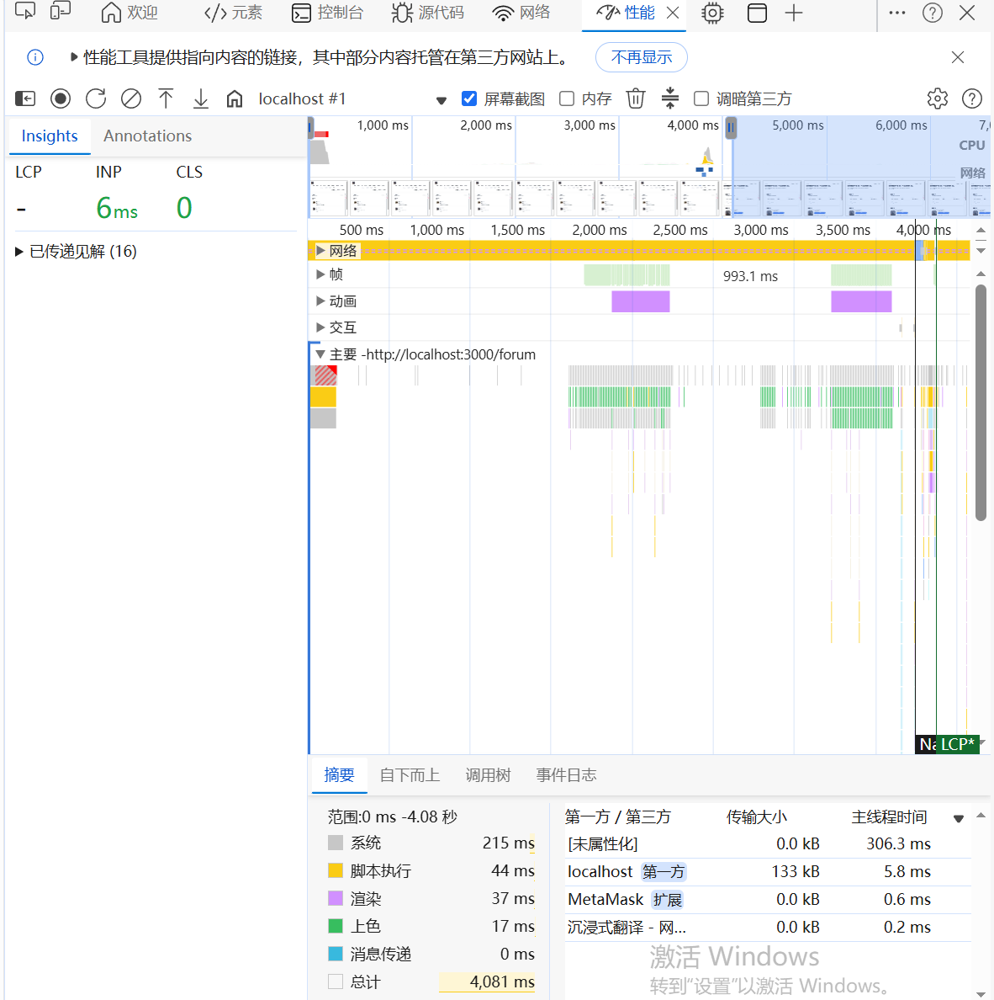 欢迎 元素 控制台 源代码 网络 性能
性能工具提供指向内容的链接，其中部分内容托管在第三方网站上。 不再显示
localhost #1 屏幕截图 内存 调暗第三方
Insights Annotations
LCP INP CLS
- 6ms 0
已传递见解 (16)
1,000 ms 2,000 ms 3,000 ms 4,000 ms 5,000 ms 6,000 ms 7,
CPU
网络
500 ms 1,000 ms 1,500 ms 2,000 ms 2,500 ms 3,000 ms 3,500 ms 4,000 ms
网络
帧 993.1 ms
动画
交互
主要 -http://localhost:3000/forum
Na LCP*
摘要 自下而上 调用树 事件日志
范围:0 ms -4.08 秒
系统 215 ms
脚本执行 44 ms
渲染 37 ms
上色 17 ms
消息传递 0 ms
总计 4,081 ms
第一方 / 第三方 传输大小 主线程时间
[未属性化] 0.0 kB 306.3 ms
localhost 第一方 133 kB 5.8 ms
MetaMask 扩展 0.0 kB 0.6 ms
沉浸式翻译 - 网... 0.0 kB 0.2 ms
激活 Windows
转到“设置”以激活 Windows。